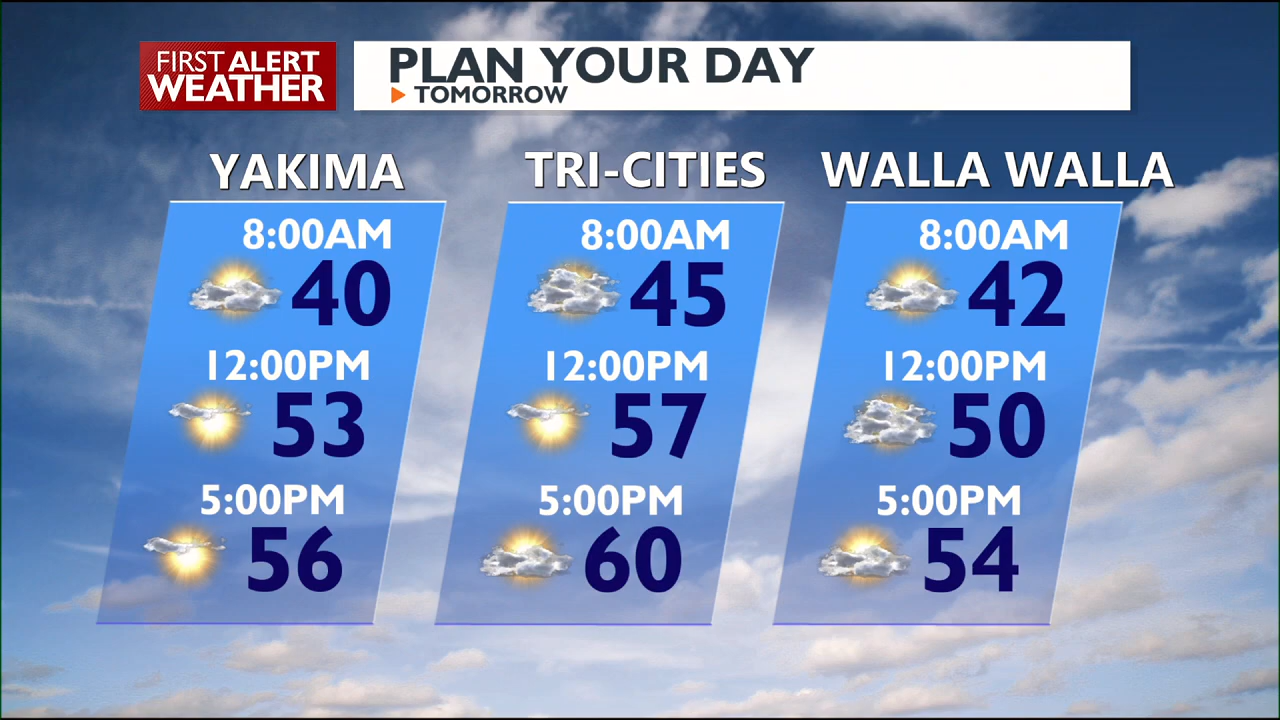 FIRST ALERT
WEATHER
PLAN YOUR DAY
TOMORROW
YAKIMA
8:00AM
40
12:00PM
53
5:00PM
56
TRI-CITIES
8:00AM
45
12:00PM
57
5:00PM
60
WALLA WALLA
8:00AM
42
12:00PM
50
5:00PM
54